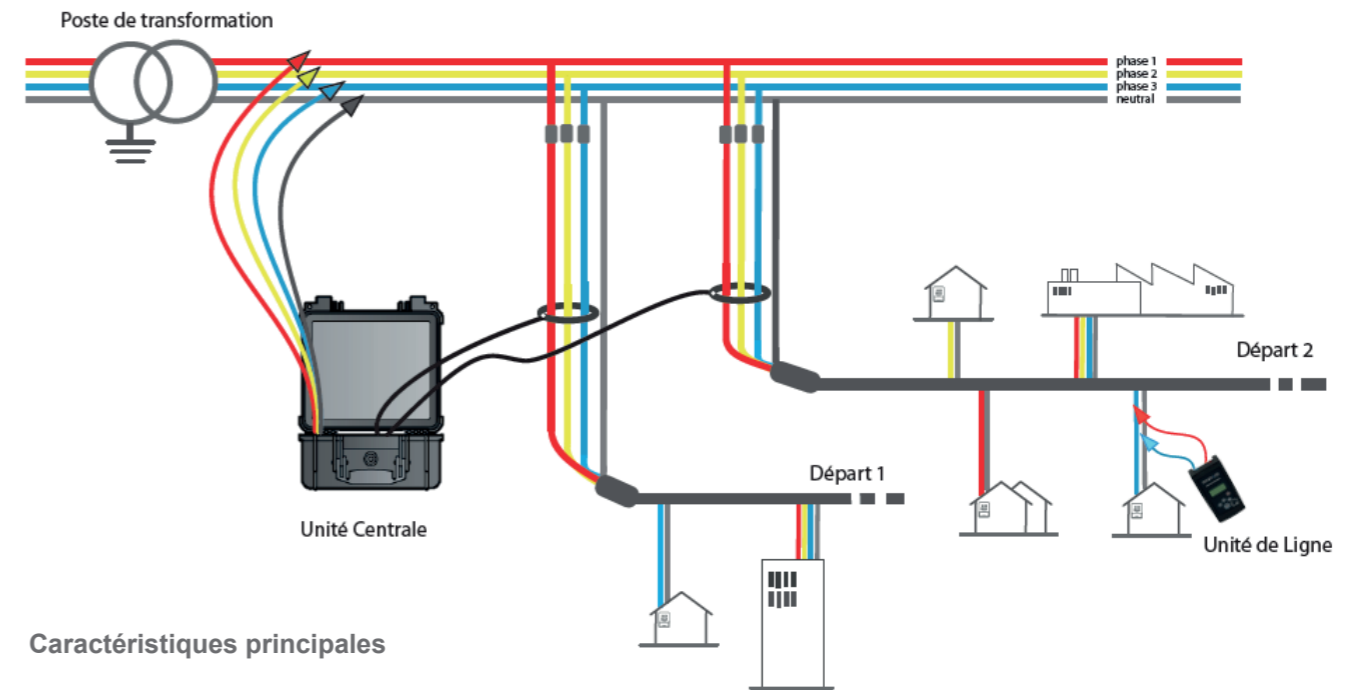 Poste de transformation
phase 1
phase 2
phase 3
neutral
Départ 2
Départ 1
Unité Centrale
Unité de Ligne
Caractéristiques principales